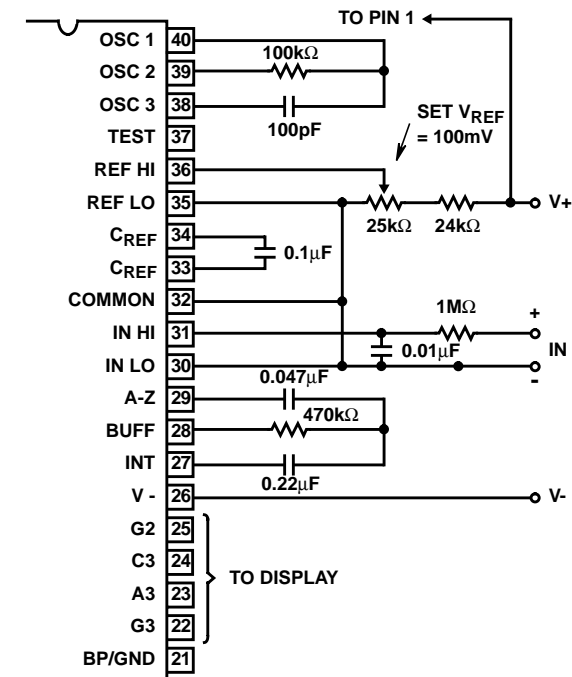 TO PIN 1
OSC 1 40
100kΩ
OSC 2 39
OSC 3 38
100pF
SET VREF
= 100mV
TEST 37
REF HI 36
REF LO 35
V+
25kΩ 24kΩ
CREF 34
0.1μF
CREF 33
COMMON 32
1MΩ
+
IN HI 31
0.01μF
IN
IN LO 30
-
0.047μF
A-Z 29
470kΩ
BUFF 28
INT 27
0.22μF
V - 26
V-
G2 25
C3 24
TO DISPLAY
A3 23
G3 22
BP/GND 21